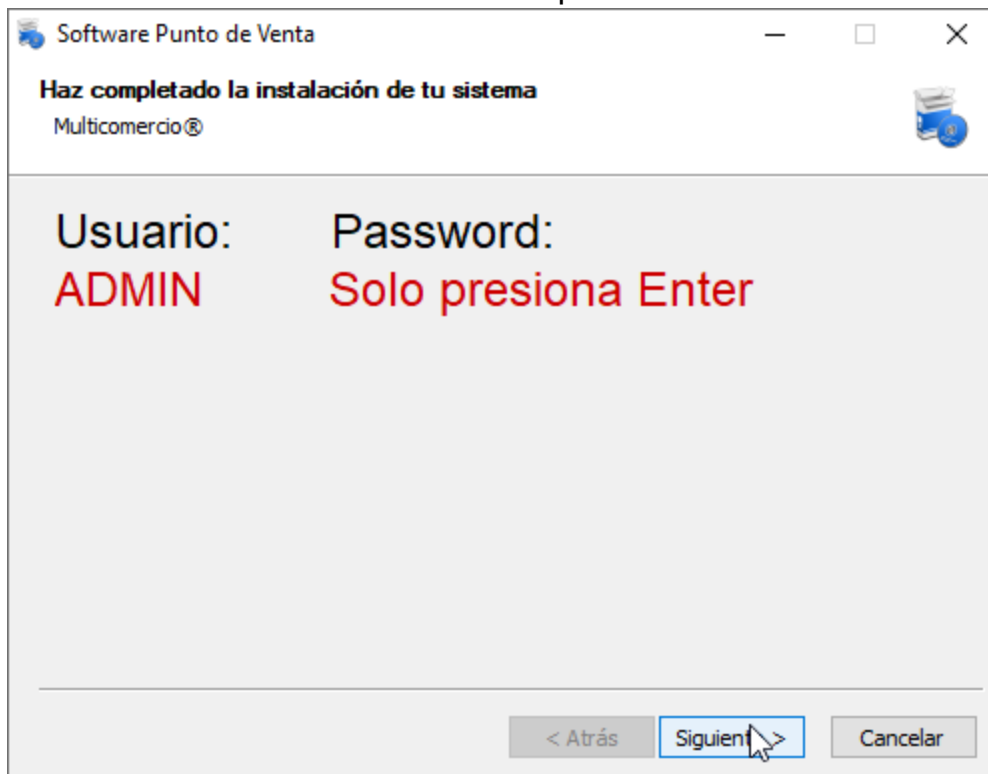 Software Punto de Venta
Haz completado la instalación de tu sistema
Multicomercio®
Usuario: Password:
ADMIN Solo presiona Enter
< Atrás Siguiente > Cancelar